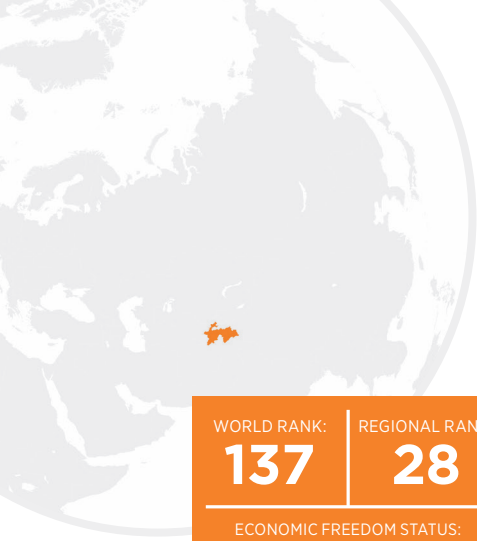 WORLD RANK:
137
REGIONAL RAN
28
ECONOMIC FREEDOM STATUS: